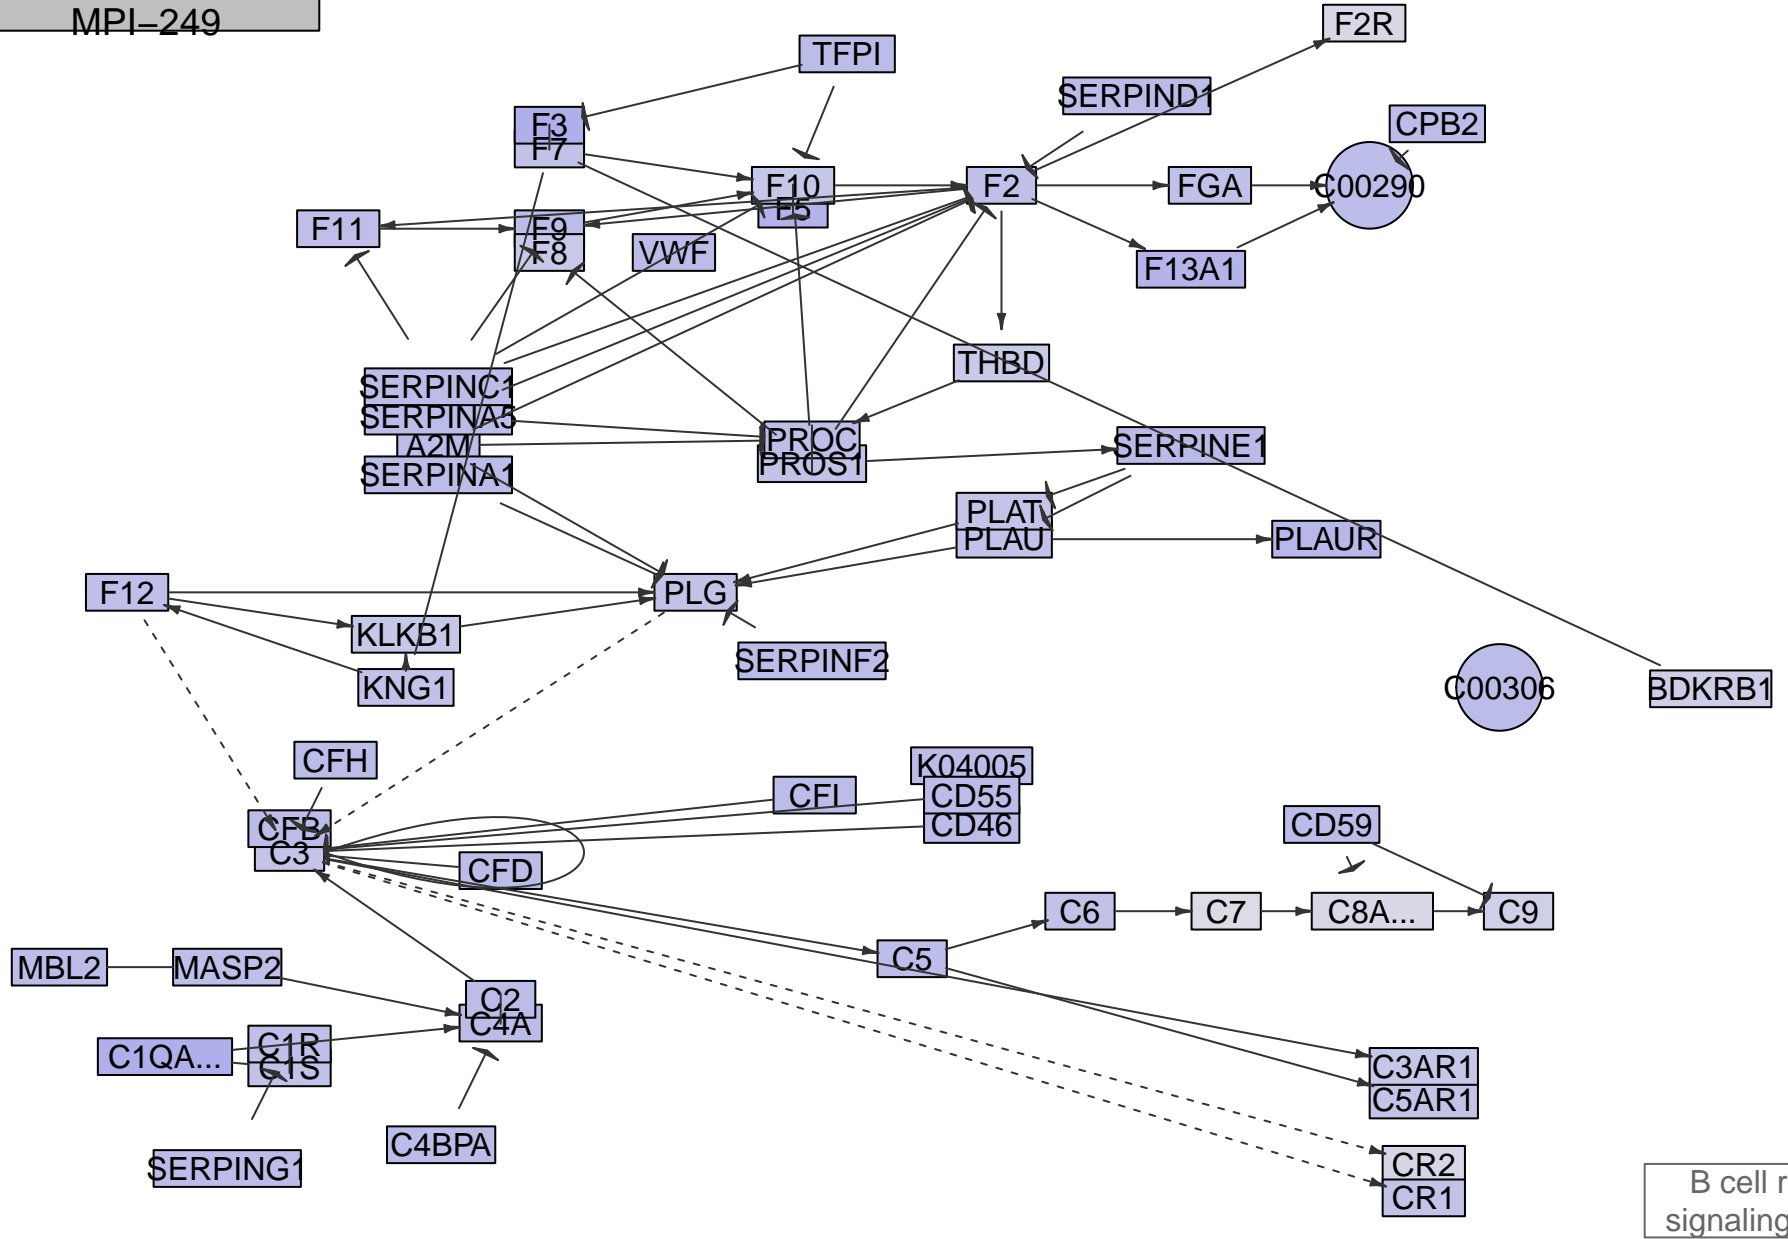 MPI–249
F2R
TFPI
SERPIND1
CPB2
F3
F7
F10
F5
F2
FGA
C00290
F11
F9
F8
VWF
F13A1
THBD
SERPINC1
SERPINA5
A2M
SERPINA1
PROC
PROS1
SERPINE1
PLAT
PLAU
PLAUR
F12
PLG
KLKB1
KNG1
SERPINF2
C00306
BDKRB1
CFH
K04005
CD55
CD46
CFI
CFB
C3
CFD
CD59
C6
C7
C8A...
C9
C5
MBL2
MASP2
C2
C4A
C1QA...
C1R
C1S
C3AR1
C5AR1
C4BPA
SERPING1
CR2
CR1
B cell r
signaling